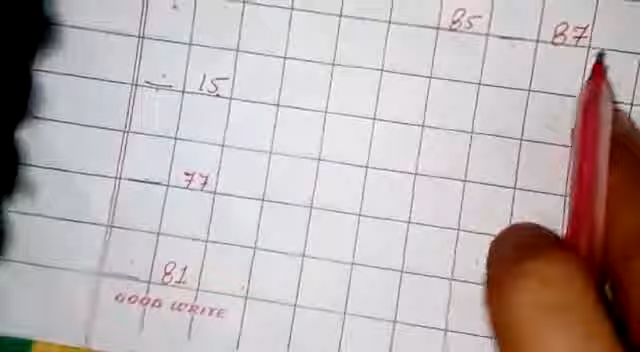 85 — 87
÷ 15
— 77
— 81
GOOD WRITE